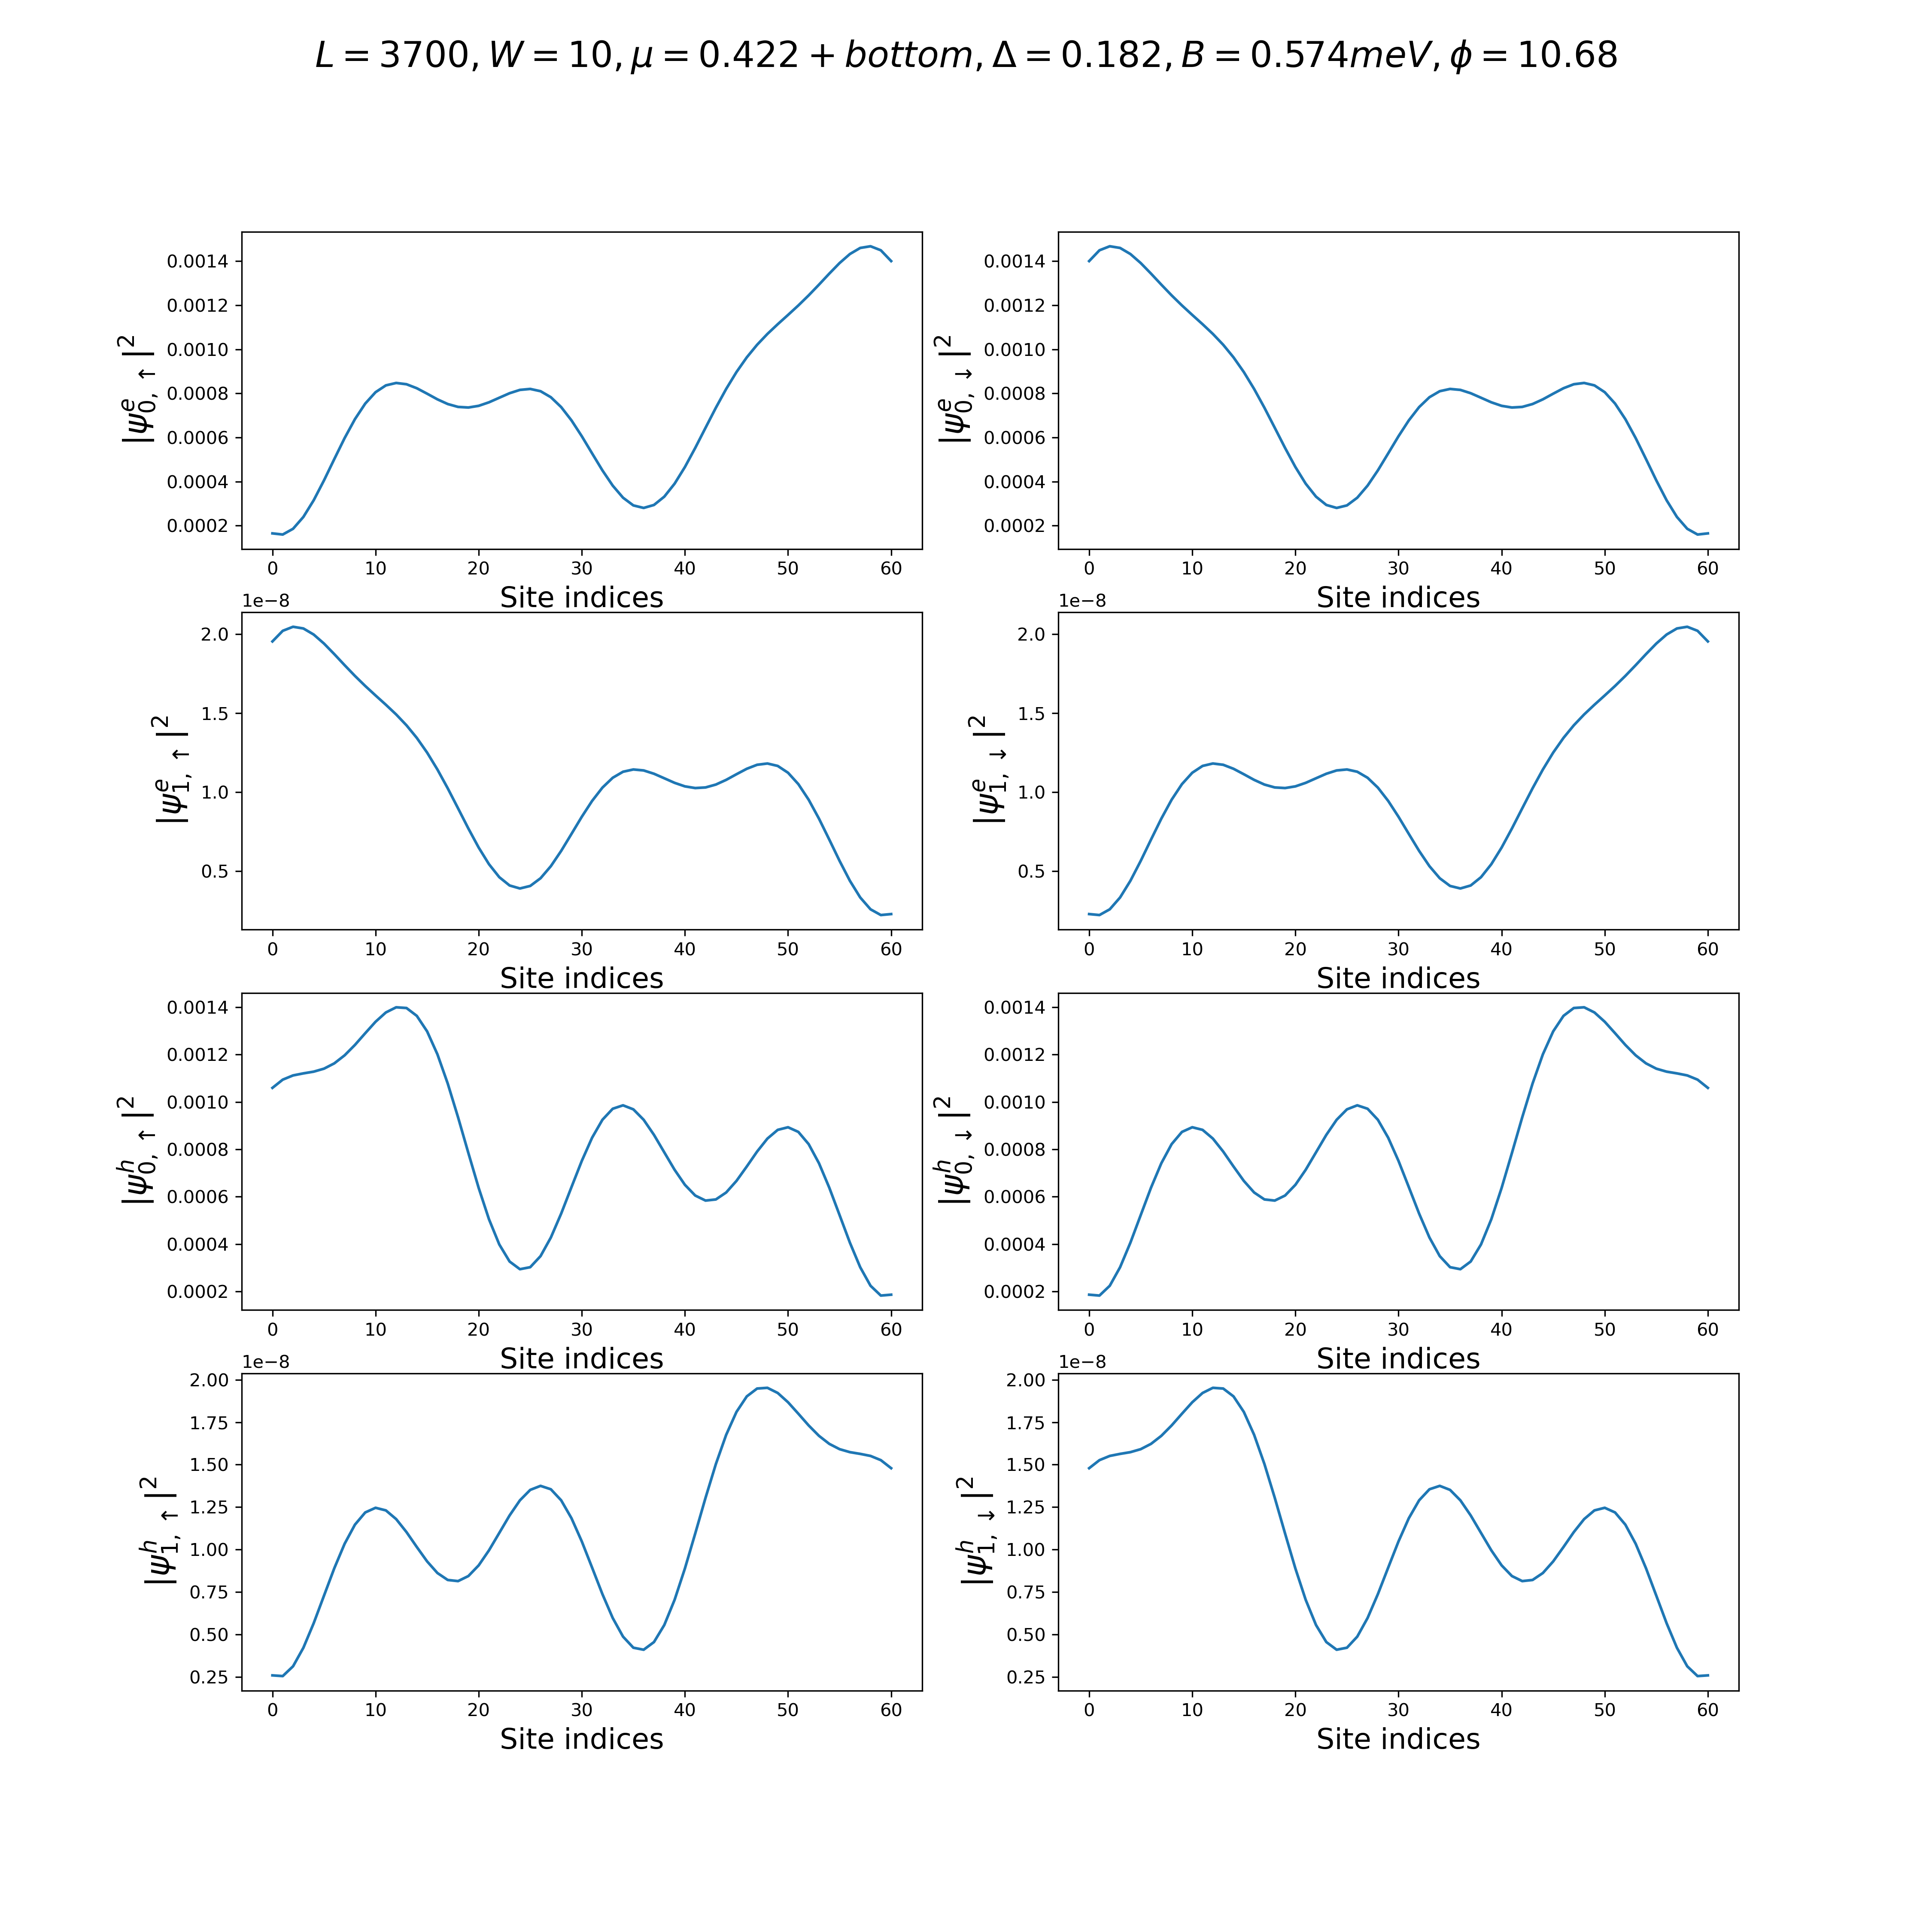 L = 3700, W = 10, μ = 0.422 + bottom, Δ = 0.182, B = 0.574meV, ϕ = 10.68
|ψ^e_{0,↑}|^2
0.0014
0.0012
0.0010
0.0008
0.0006
0.0004
0.0002
0 10 20 30 40 50 60
Site indices
|ψ^e_{0,↓}|^2
0.0014
0.0012
0.0010
0.0008
0.0006
0.0004
0.0002
0 10 20 30 40 50 60
Site indices
1e−8
|ψ^e_{1,↑}|^2
2.0
1.5
1.0
0.5
0 10 20 30 40 50 60
Site indices
1e−8
|ψ^e_{1,↓}|^2
2.0
1.5
1.0
0.5
0 10 20 30 40 50 60
Site indices
|ψ^h_{0,↑}|^2
0.0014
0.0012
0.0010
0.0008
0.0006
0.0004
0.0002
0 10 20 30 40 50 60
Site indices
|ψ^h_{0,↓}|^2
0.0014
0.0012
0.0010
0.0008
0.0006
0.0004
0.0002
0 10 20 30 40 50 60
Site indices
1e−8
|ψ^h_{1,↑}|^2
2.00
1.75
1.50
1.25
1.00
0.75
0.50
0.25
0 10 20 30 40 50 60
Site indices
1e−8
|ψ^h_{1,↓}|^2
2.00
1.75
1.50
1.25
1.00
0.75
0.50
0.25
0 10 20 30 40 50 60
Site indices